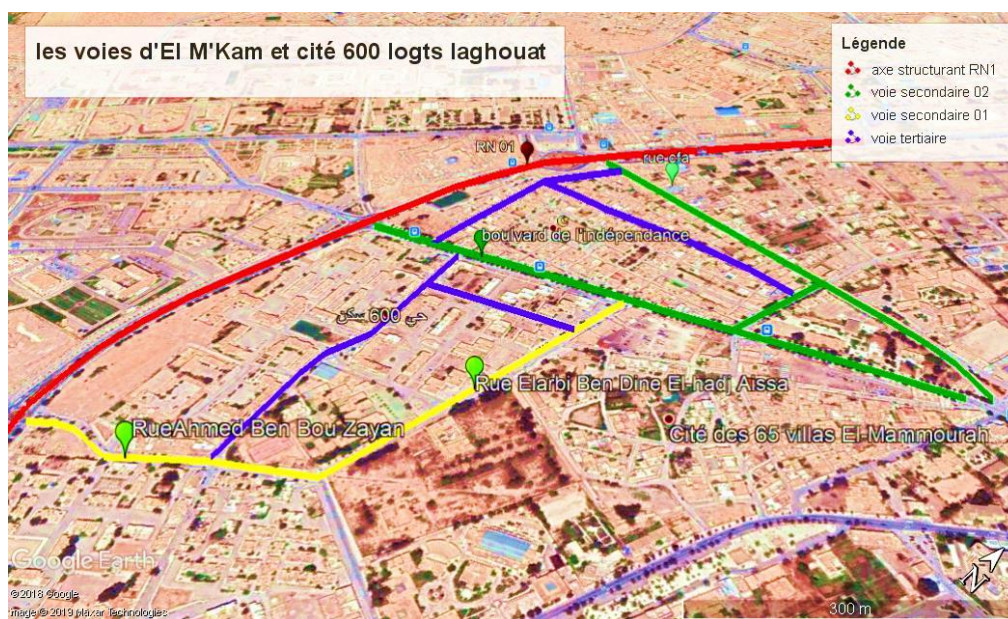 les voies d'El M'Kam et cité 600 logts laghouat
Légende
axe structurant RN1
voie secondaire 02
voie secondaire 01
voie tertiaire
RN 01
rue cfa
boulvard de l'indépendance
حي 600 سكن
Rue Elarbi Ben Dine El-hadj Aissa
RueAhmed Ben Bou Zayan
Cité des 65 villas El-Mammourah
Google Earth
©2018 Google
mage © 2019 Maxar Technologies
300 m
N